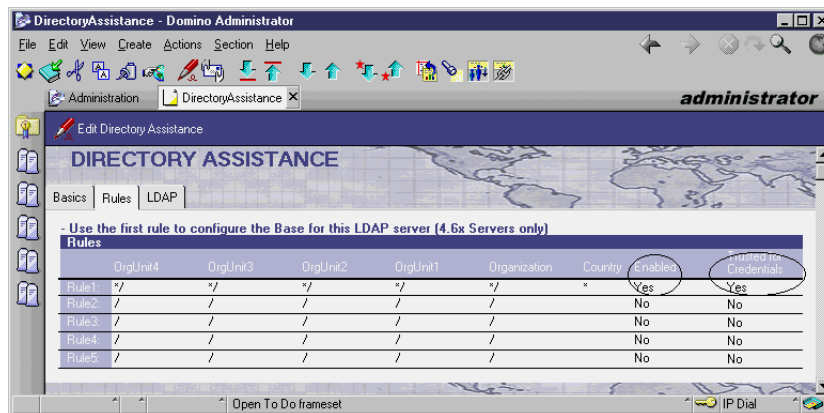 DirectoryAssistance - Domino Administrator
File Edit View Create Actions Section Help
Administration DirectoryAssistance administrator
Edit Directory Assistance
DIRECTORY ASSISTANCE
Basics Rules LDAP
- Use the first rule to configure the Base for this LDAP server (4.6x Servers only)
Rules
OrgUnit4 OrgUnit3 OrgUnit2 OrgUnit1 Organization Country Enabled Trusted for Credentials
Rule1: */ */ */ */ */ * Yes Yes
Rule2: / / / / / No No
Rule3: / / / / / No No
Rule4: / / / / / No No
Rule5: / / / / / No No
Open To Do frameset IP Dial